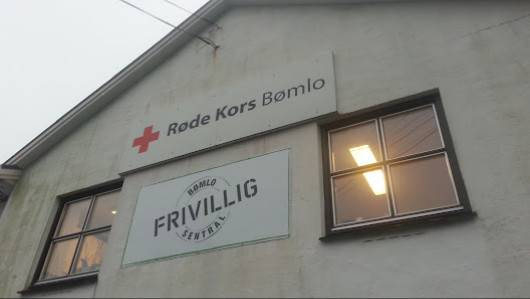 Røde Kors Bømlo
BØMLO
FRIVILLIG
SENTRAL